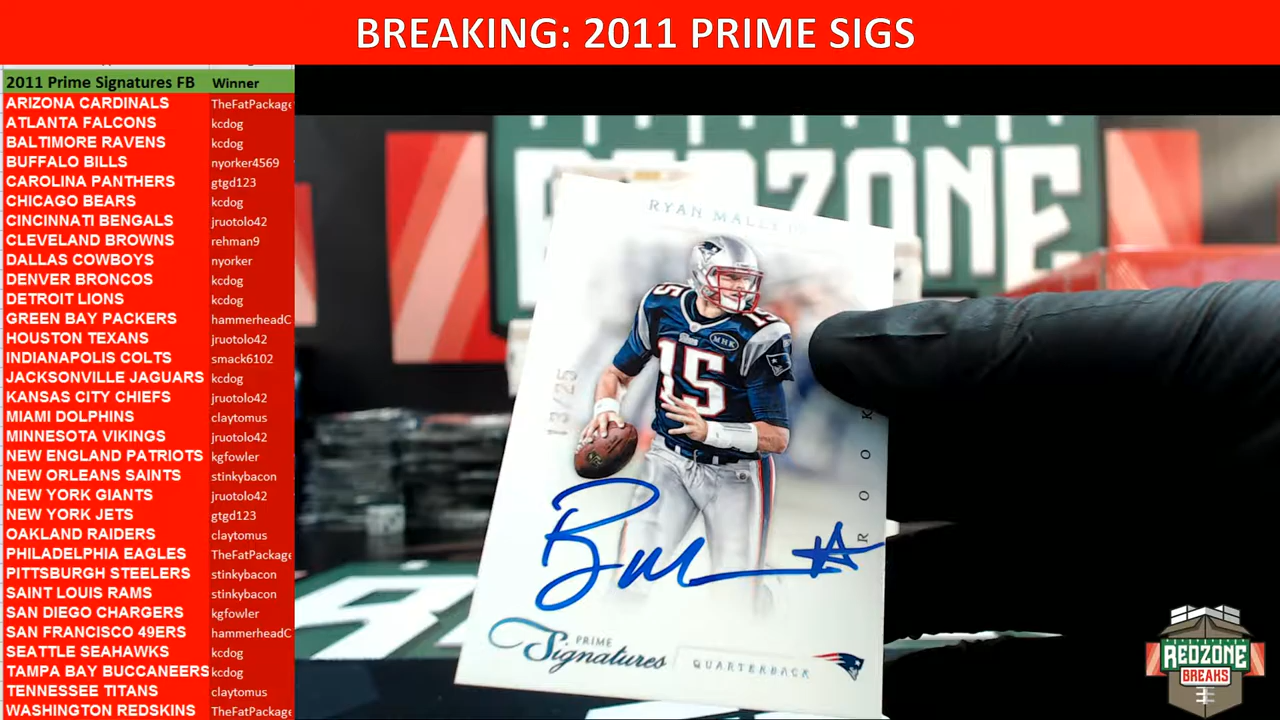 BREAKING: 2011 PRIME SIGS
2011 Prime Signatures FB Winner
ARIZONA CARDINALS TheFatPackage
ATLANTA FALCONS kcdog
BALTIMORE RAVENS kcdog
BUFFALO BILLS nyorker4569
CAROLINA PANTHERS gtgd123
CHICAGO BEARS kcdog
CINCINNATI BENGALS jruotolo42
CLEVELAND BROWNS rehman9
DALLAS COWBOYS nyorker
DENVER BRONCOS kcdog
DETROIT LIONS kcdog
GREEN BAY PACKERS hammerheadC
HOUSTON TEXANS jruotolo42
INDIANAPOLIS COLTS smack6102
JACKSONVILLE JAGUARS kcdog
KANSAS CITY CHIEFS jruotolo42
MIAMI DOLPHINS claytomus
MINNESOTA VIKINGS jruotolo42
NEW ENGLAND PATRIOTS kgfowler
NEW ORLEANS SAINTS stinkybacon
NEW YORK GIANTS jruotolo42
NEW YORK JETS gtgd123
OAKLAND RAIDERS claytomus
PHILADELPHIA EAGLES TheFatPackage
PITTSBURGH STEELERS stinkybacon
SAINT LOUIS RAMS stinkybacon
SAN DIEGO CHARGERS kgfowler
SAN FRANCISCO 49ERS hammerheadC
SEATTLE SEAHAWKS kcdog
TAMPA BAY BUCCANEERS kcdog
TENNESSEE TITANS claytomus
WASHINGTON REDSKINS TheFatPackage
REDZONE
RYAN MALLETT
15
15
MHK
13/25
ROOK
PRIME
Signatures
QUARTERBACK
REDZONE
BREAKS